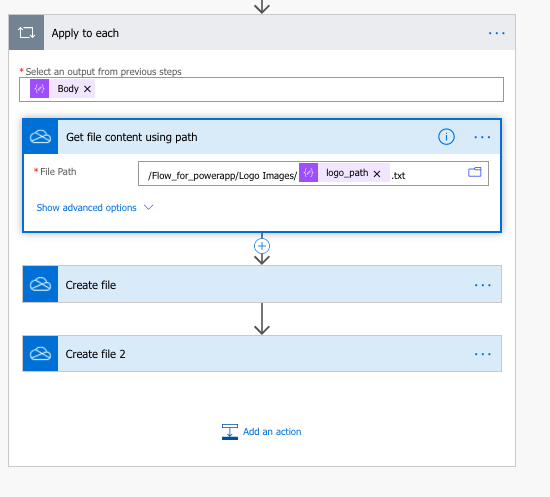 Apply to each
* Select an output from previous steps
Body
Get file content using path
* File Path
/Flow_for_powerapp/Logo Images/ logo_path .txt
Show advanced options
Create file
Create file 2
Add an action